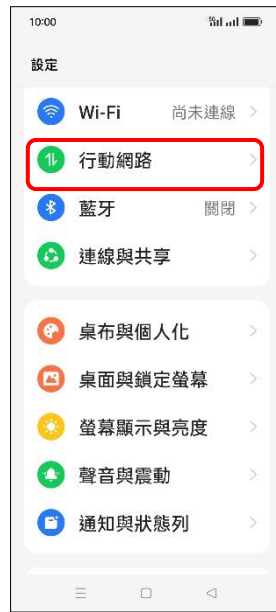 10:00
設定
Wi-Fi 尚未連線
行動網路
藍牙 關閉
連線與共享
桌布與個人化
桌面與鎖定螢幕
螢幕顯示與亮度
聲音與震動
通知與狀態列